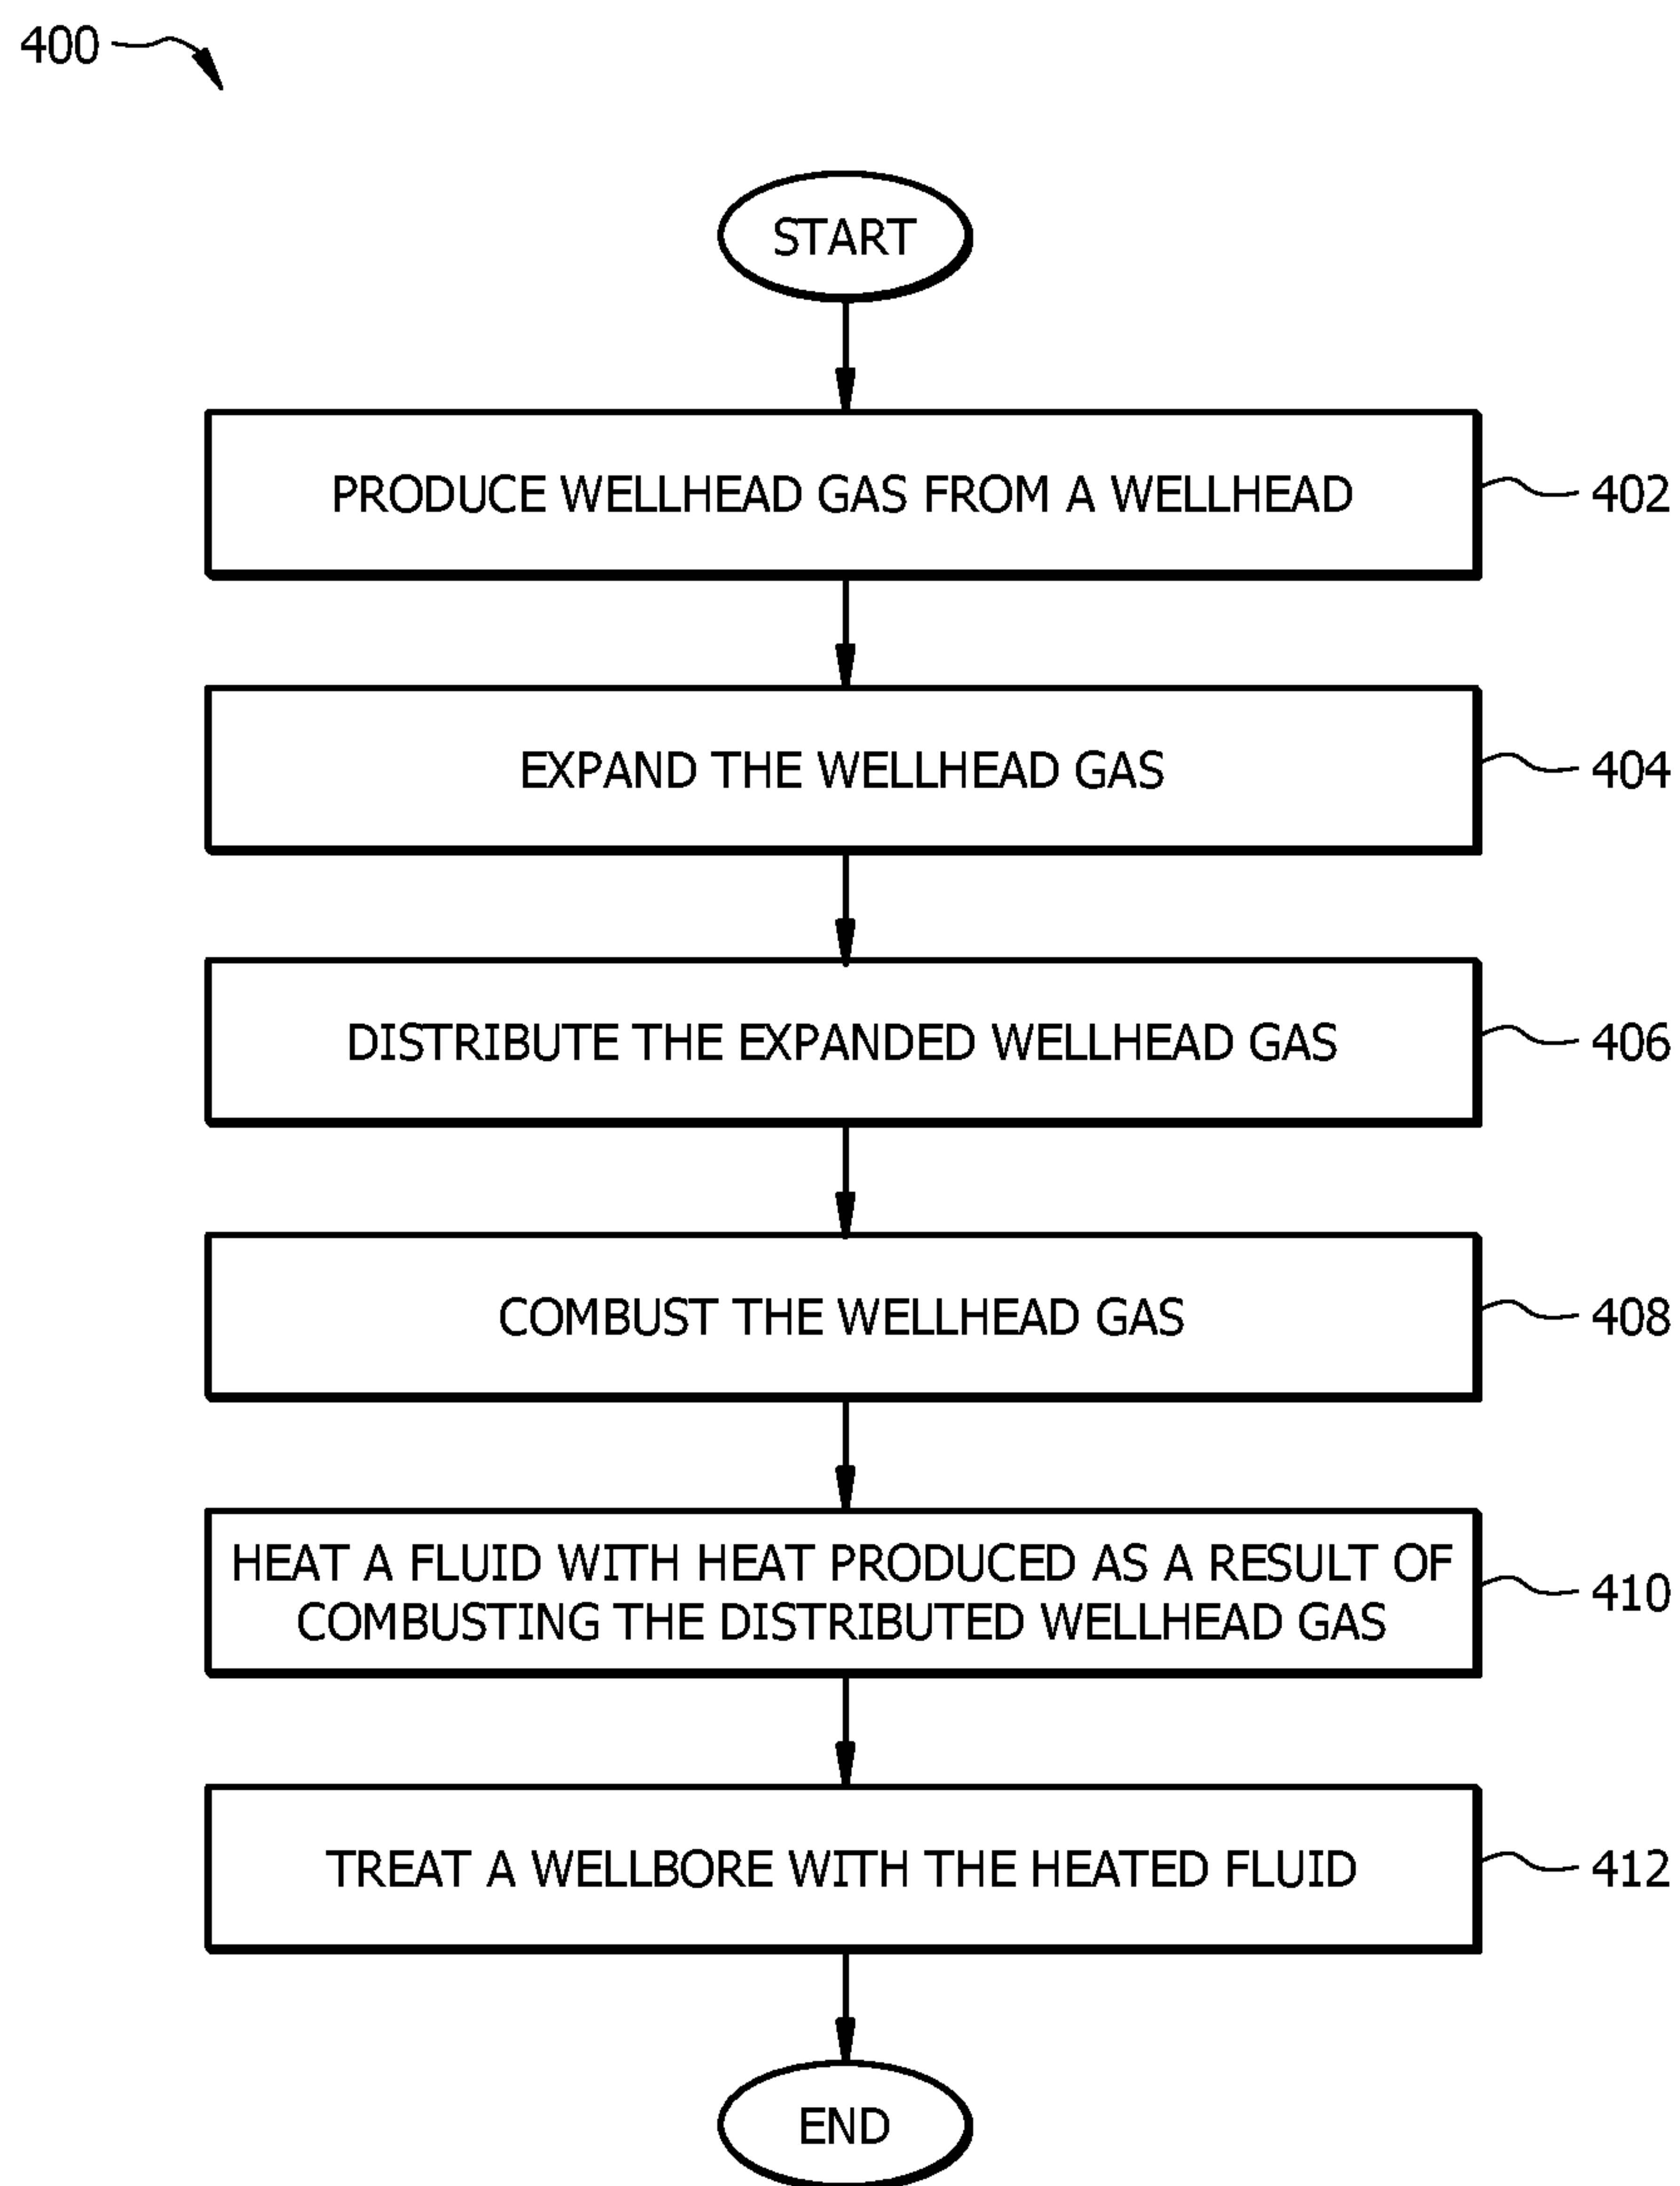 400
START
PRODUCE WELLHEAD GAS FROM A WELLHEAD
402
EXPAND THE WELLHEAD GAS
404
DISTRIBUTE THE EXPANDED WELLHEAD GAS
406
COMBUST THE WELLHEAD GAS
408
HEAT A FLUID WITH HEAT PRODUCED AS A RESULT OF
COMBUSTING THE DISTRIBUTED WELLHEAD GAS
410
TREAT A WELLBORE WITH THE HEATED FLUID
412
END